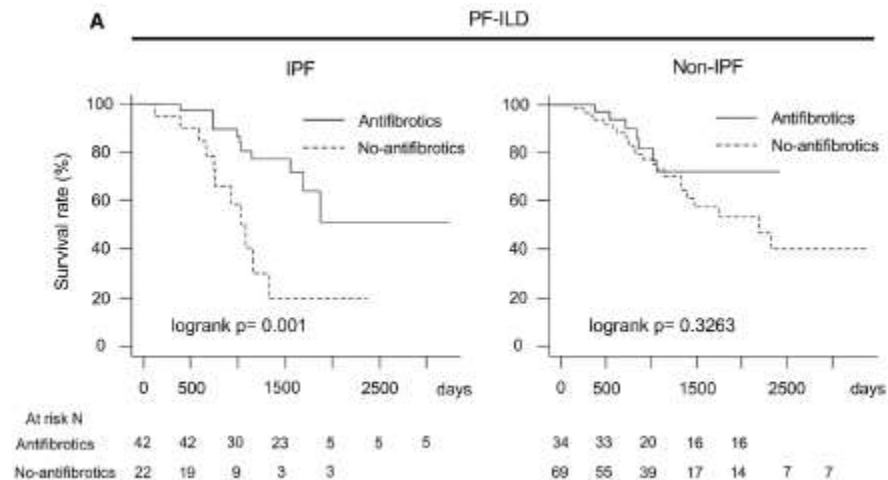 A
PF-ILD
IPF
Non-IPF
100
80
60
40
20
0
Survival rate (%)
Antifibrotics
No-antifibrotics
logrank p= 0.001
0 500 1500 2500 days
100
80
60
40
20
0
Antifibrotics
No-antifibrotics
logrank p= 0.3263
0 500 1500 2500 days
At risk N
Antifibrotics 42 42 30 23 5 5 5 34 33 20 16 16
No-antifibrotics 22 19 9 3 3 69 55 39 17 14 7 7